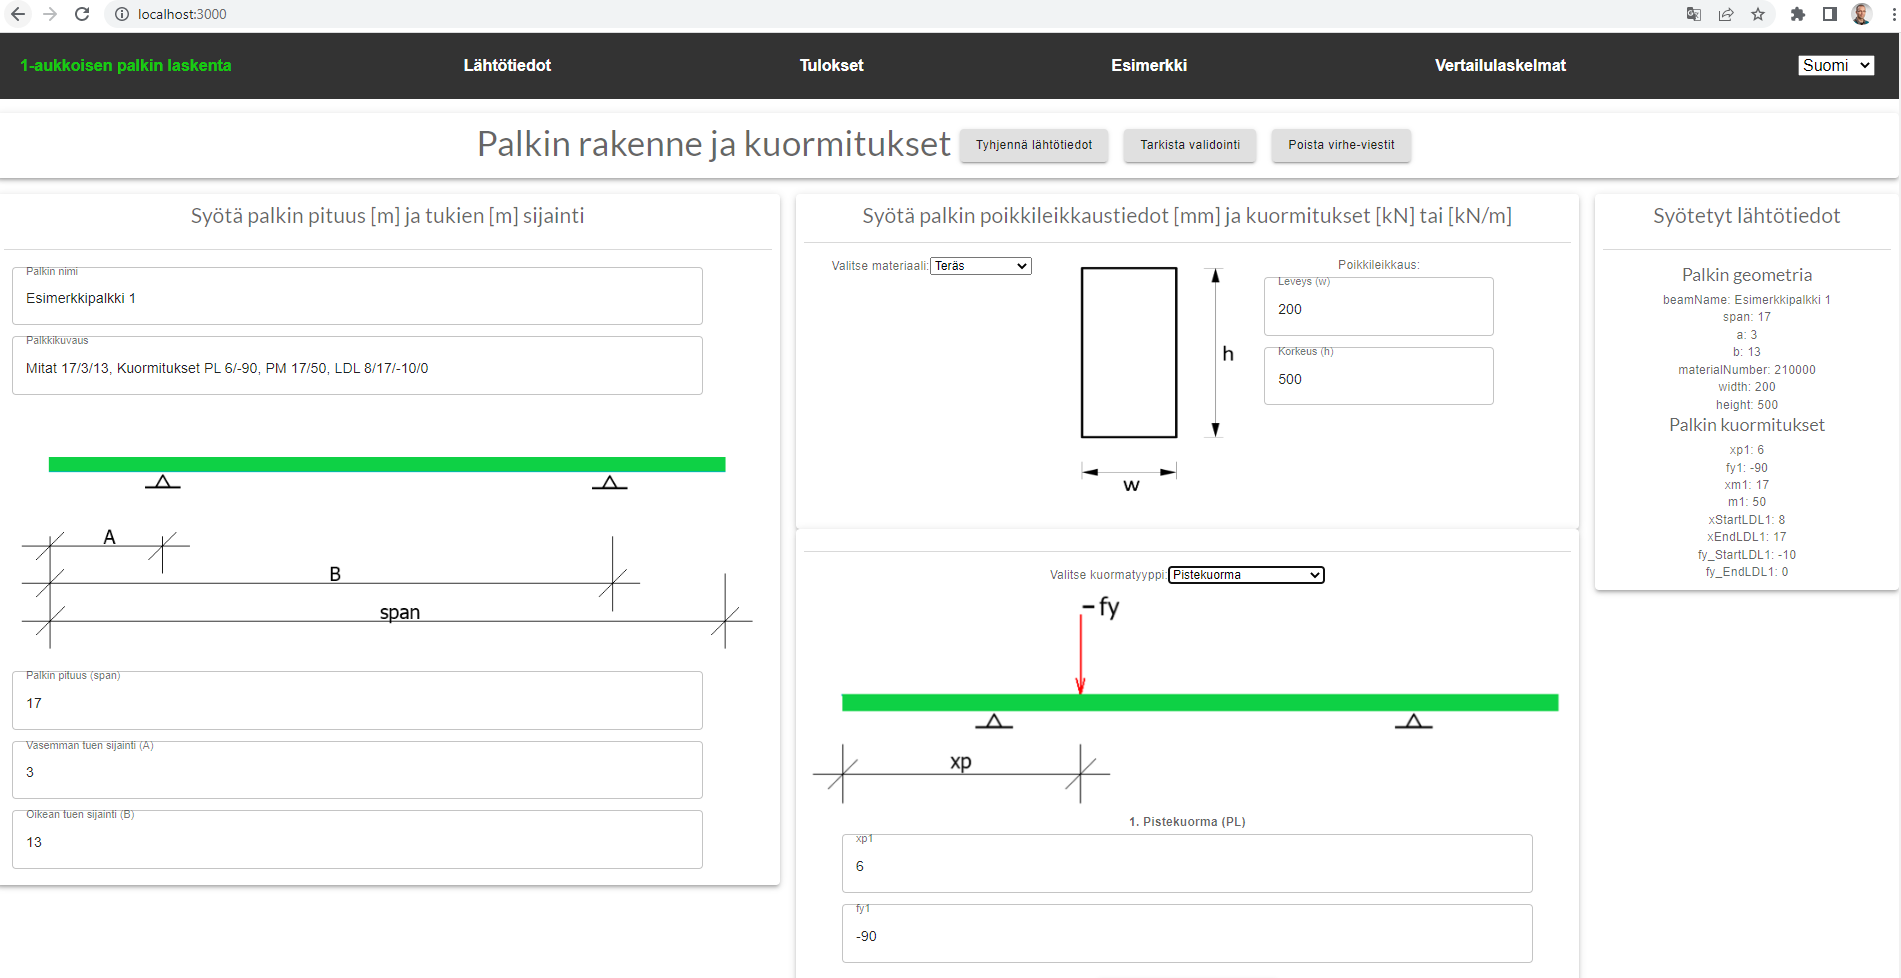 localhost:3000
1-aukkoisen palkin laskenta
Lähtötiedot
Tulokset
Esimerkki
Vertailulaskelmat
Suomi
Palkin rakenne ja kuormitukset
Tyhjennä lähtötiedot
Tarkista validointi
Poista virhe-viestit
Syötä palkin pituus [m] ja tukien [m] sijainti
Palkin nimi
Esimerkkipalkki 1
Palkkikuvaus
Mitat 17/3/13, Kuormitukset PL 6/-90, PM 17/50, LDL 8/17/-10/0
A
B
span
Palkin pituus (span)
17
Vasemman tuen sijainti (A)
3
Oikean tuen sijainti (B)
13
Syötä palkin poikkileikkaustiedot [mm] ja kuormitukset [kN] tai [kN/m]
Valitse materiaali: Teräs
h
w
Poikkileikkaus:
Leveys (w)
200
Korkeus (h)
500
Valitse kuormatyyppi: Pistekuorma
-fy
xp
1. Pistekuorma (PL)
xp1
6
fy1
-90
Syötetyt lähtötiedot
Palkin geometria
beamName: Esimerkkipalkki 1
span: 17
a: 3
b: 13
materialNumber: 210000
width: 200
height: 500
Palkin kuormitukset
xp1: 6
fy1: -90
xm1: 17
m1: 50
xStartLDL1: 8
xEndLDL1: 17
fy_StartLDL1: -10
fy_EndLDL1: 0